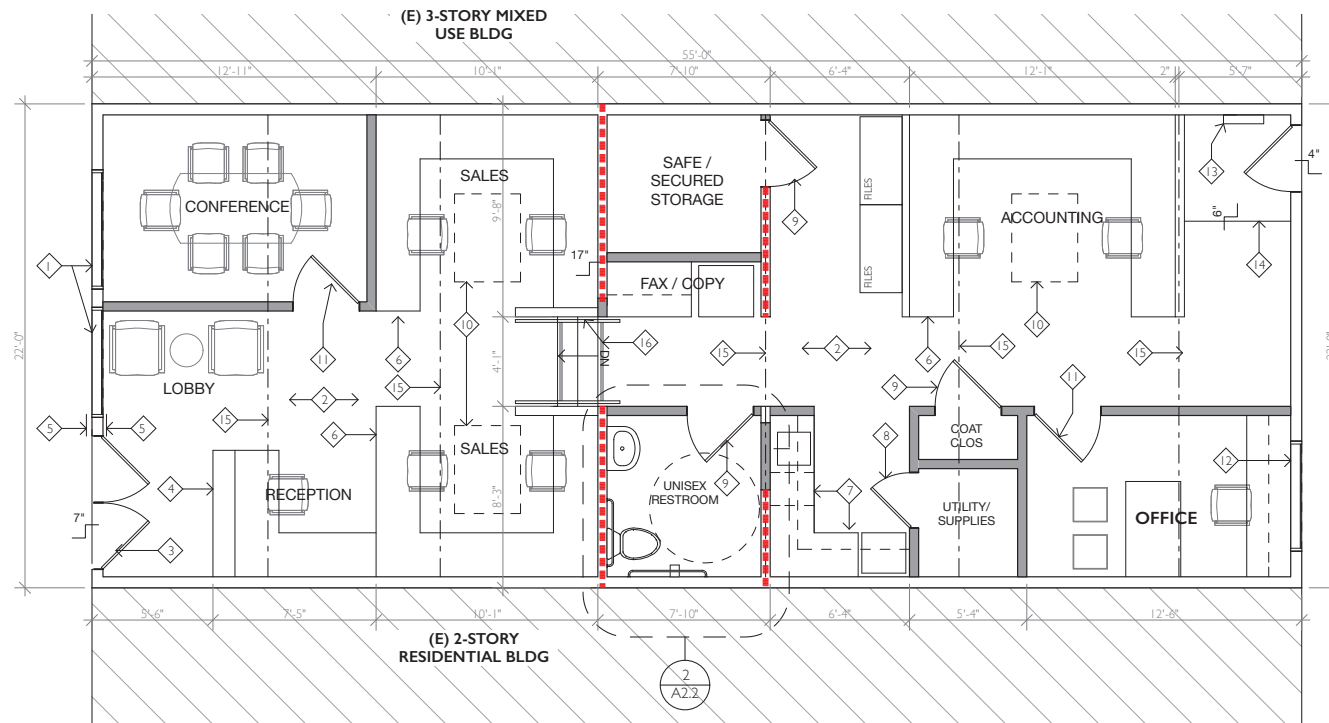 (E) 3-STORY MIXED
USE BLDG
55'-0"
12'-11"
10'-1"
7'-10"
6'-4"
12'-1"
2"
5'-7"
SALES
SAFE /
SECURED
STORAGE
FILES
4"
13
CONFERENCE
9'-8"
9
ACCOUNTING
6"
1
17"
FAX / COPY
FILES
14
11
10
10
22'-0"
6
DN
16
15
2
6
15
15
4'-1"
LOBBY
15
2
15
9
11
5
5
6
8
COAT
CLOS
4
SALES
9
12
RECEPTION
8'-3"
UNISEX
RESTROOM
7
UTILITY/
SUPPLIES
OFFICE
7"
3
5'-6"
7'-5"
10'-1"
7'-10"
6'-4"
5'-4"
12'-6"
(E) 2-STORY
RESIDENTIAL BLDG
2
A2.2